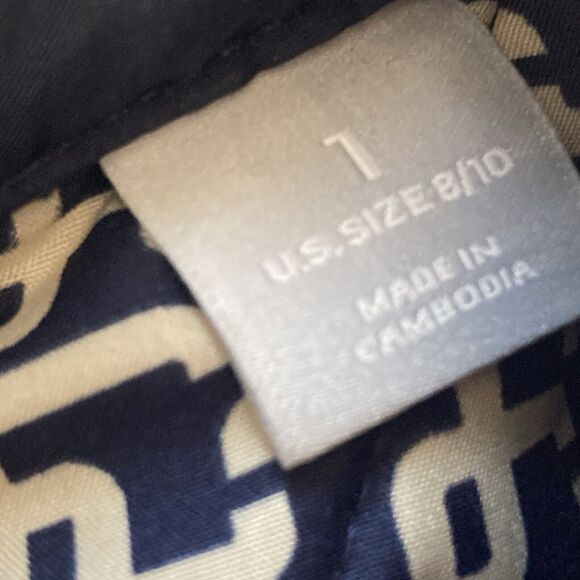 1
U.S. SIZE 8/10
MADE IN
CAMBODIA